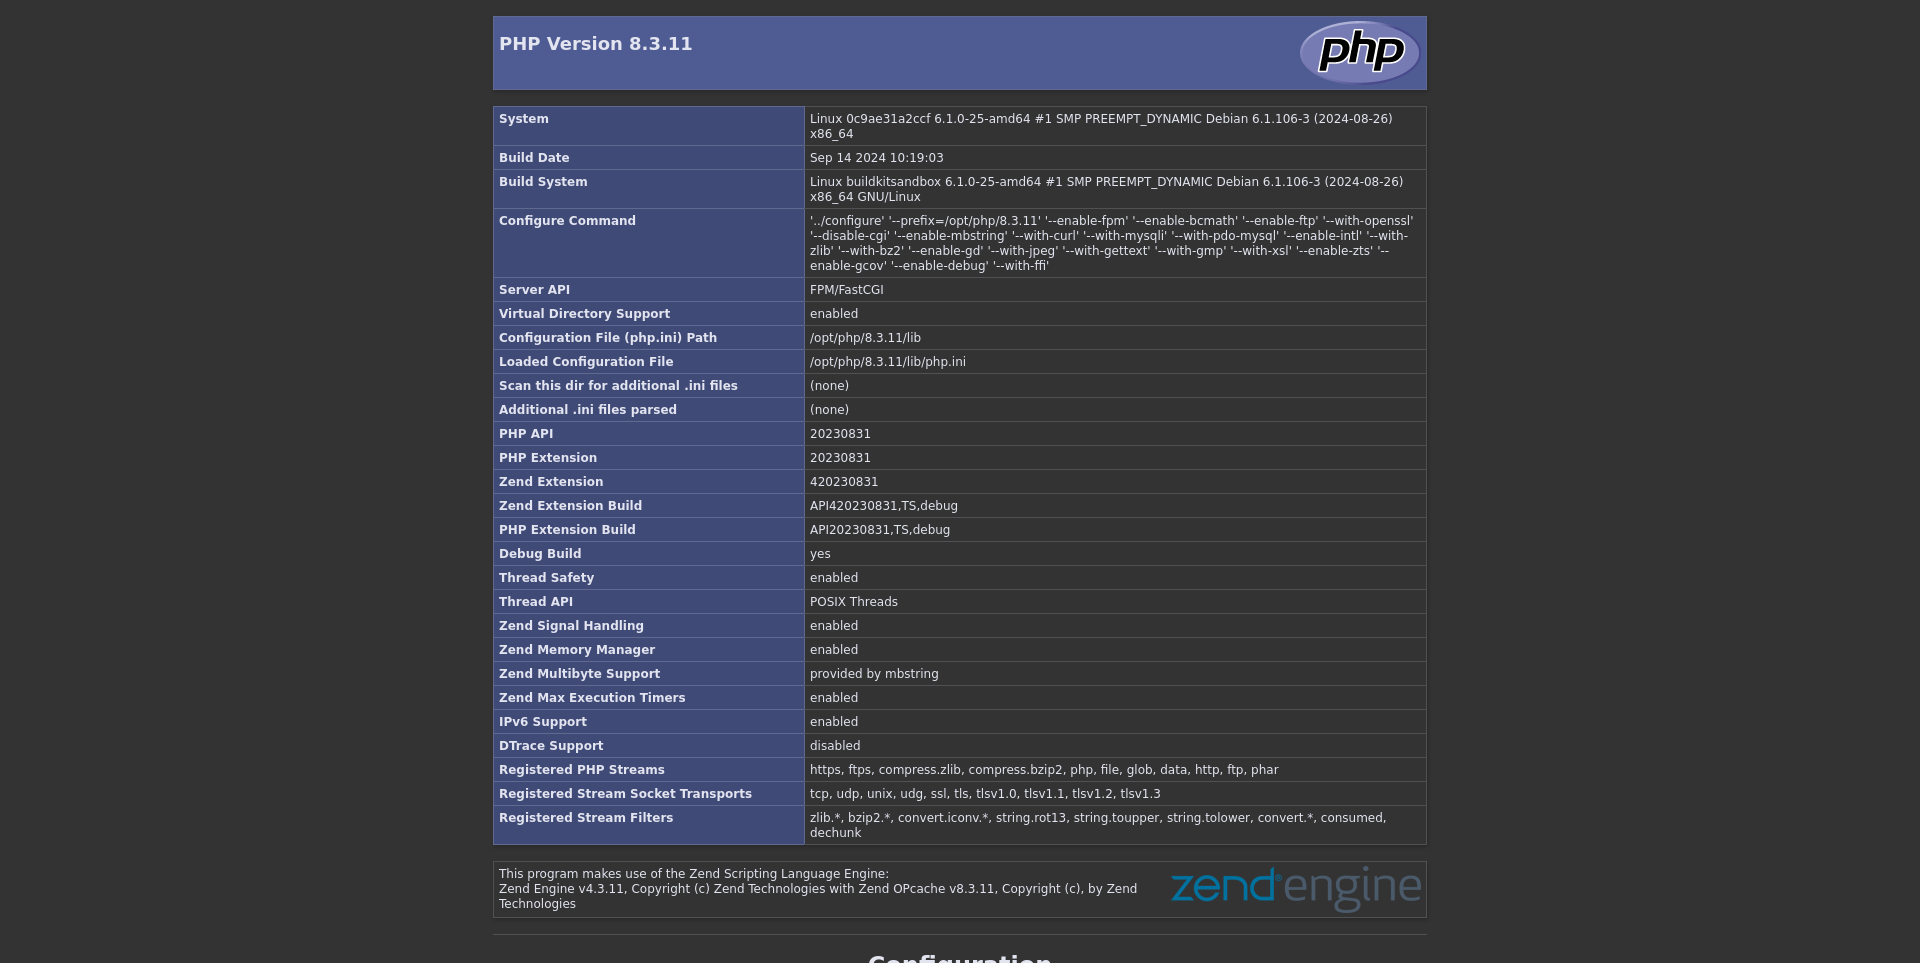 PHP Version 8.3.11
php
System
Linux 0c9ae31a2ccf 6.1.0-25-amd64 #1 SMP PREEMPT_DYNAMIC Debian 6.1.106-3 (2024-08-26)
x86_64
Build Date
Sep 14 2024 10:19:03
Build System
Linux buildkitsandbox 6.1.0-25-amd64 #1 SMP PREEMPT_DYNAMIC Debian 6.1.106-3 (2024-08-26)
x86_64 GNU/Linux
Configure Command
'../configure' '--prefix=/opt/php/8.3.11' '--enable-fpm' '--enable-bcmath' '--enable-ftp' '--with-openssl'
'--disable-cgi' '--enable-mbstring' '--with-curl' '--with-mysqli' '--with-pdo-mysql' '--enable-intl' '--with-
zlib' '--with-bz2' '--enable-gd' '--with-jpeg' '--with-gettext' '--with-gmp' '--with-xsl' '--enable-zts' '--
enable-gcov' '--enable-debug' '--with-ffi'
Server API
FPM/FastCGI
Virtual Directory Support
enabled
Configuration File (php.ini) Path
/opt/php/8.3.11/lib
Loaded Configuration File
/opt/php/8.3.11/lib/php.ini
Scan this dir for additional .ini files
(none)
Additional .ini files parsed
(none)
PHP API
20230831
PHP Extension
20230831
Zend Extension
420230831
Zend Extension Build
API420230831,TS,debug
PHP Extension Build
API20230831,TS,debug
Debug Build
yes
Thread Safety
enabled
Thread API
POSIX Threads
Zend Signal Handling
enabled
Zend Memory Manager
enabled
Zend Multibyte Support
provided by mbstring
Zend Max Execution Timers
enabled
IPv6 Support
enabled
DTrace Support
disabled
Registered PHP Streams
https, ftps, compress.zlib, compress.bzip2, php, file, glob, data, http, ftp, phar
Registered Stream Socket Transports
tcp, udp, unix, udg, ssl, tls, tlsv1.0, tlsv1.1, tlsv1.2, tlsv1.3
Registered Stream Filters
zlib.*, bzip2.*, convert.iconv.*, string.rot13, string.toupper, string.tolower, convert.*, consumed,
dechunk
This program makes use of the Zend Scripting Language Engine:
Zend Engine v4.3.11, Copyright (c) Zend Technologies with Zend OPcache v8.3.11, Copyright (c), by Zend
Technologies
zend®engine
Configuration